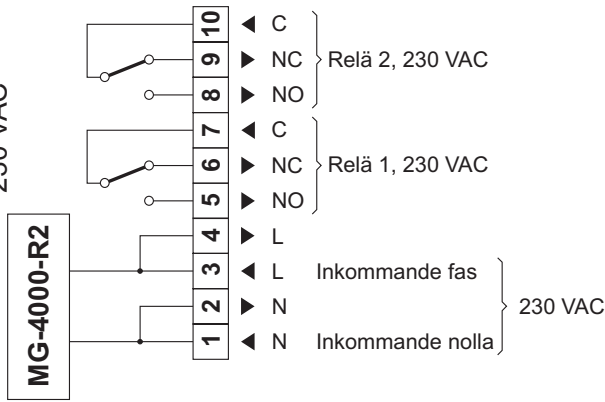 10 C
9 NC Relä 2, 230 VAC
8 NO
7 C
6 NC Relä 1, 230 VAC
5 NO
4 L
3 L Inkommande fas
2 N 230 VAC
1 N Inkommande nolla
MG-4000-R2
230 VAC